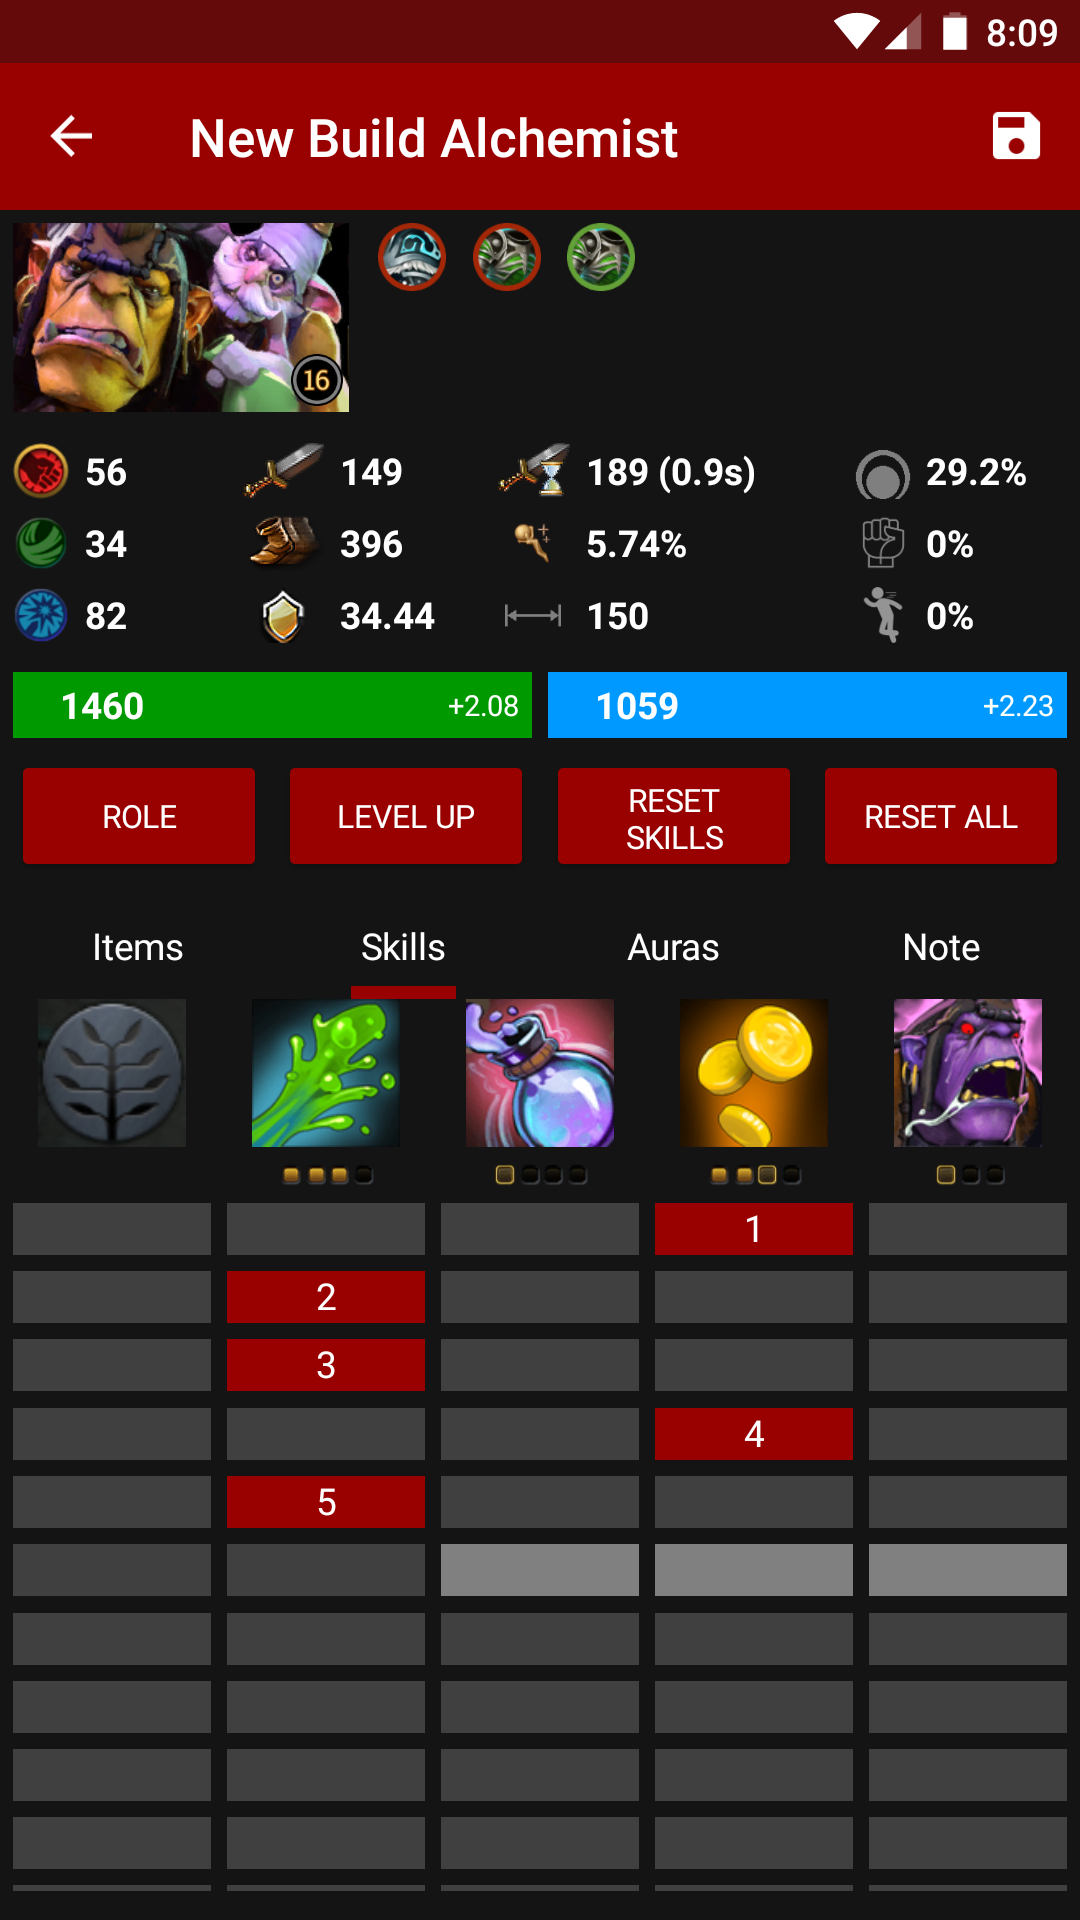 8:09
New Build Alchemist
16
56 149 189 (0.9s) 29.2%
34 396 5.74% 0%
82 34.44 150 0%
1460 +2.08 1059 +2.23
ROLE LEVEL UP RESET SKILLS RESET ALL
Items Skills Auras Note
1
2
3
4
5